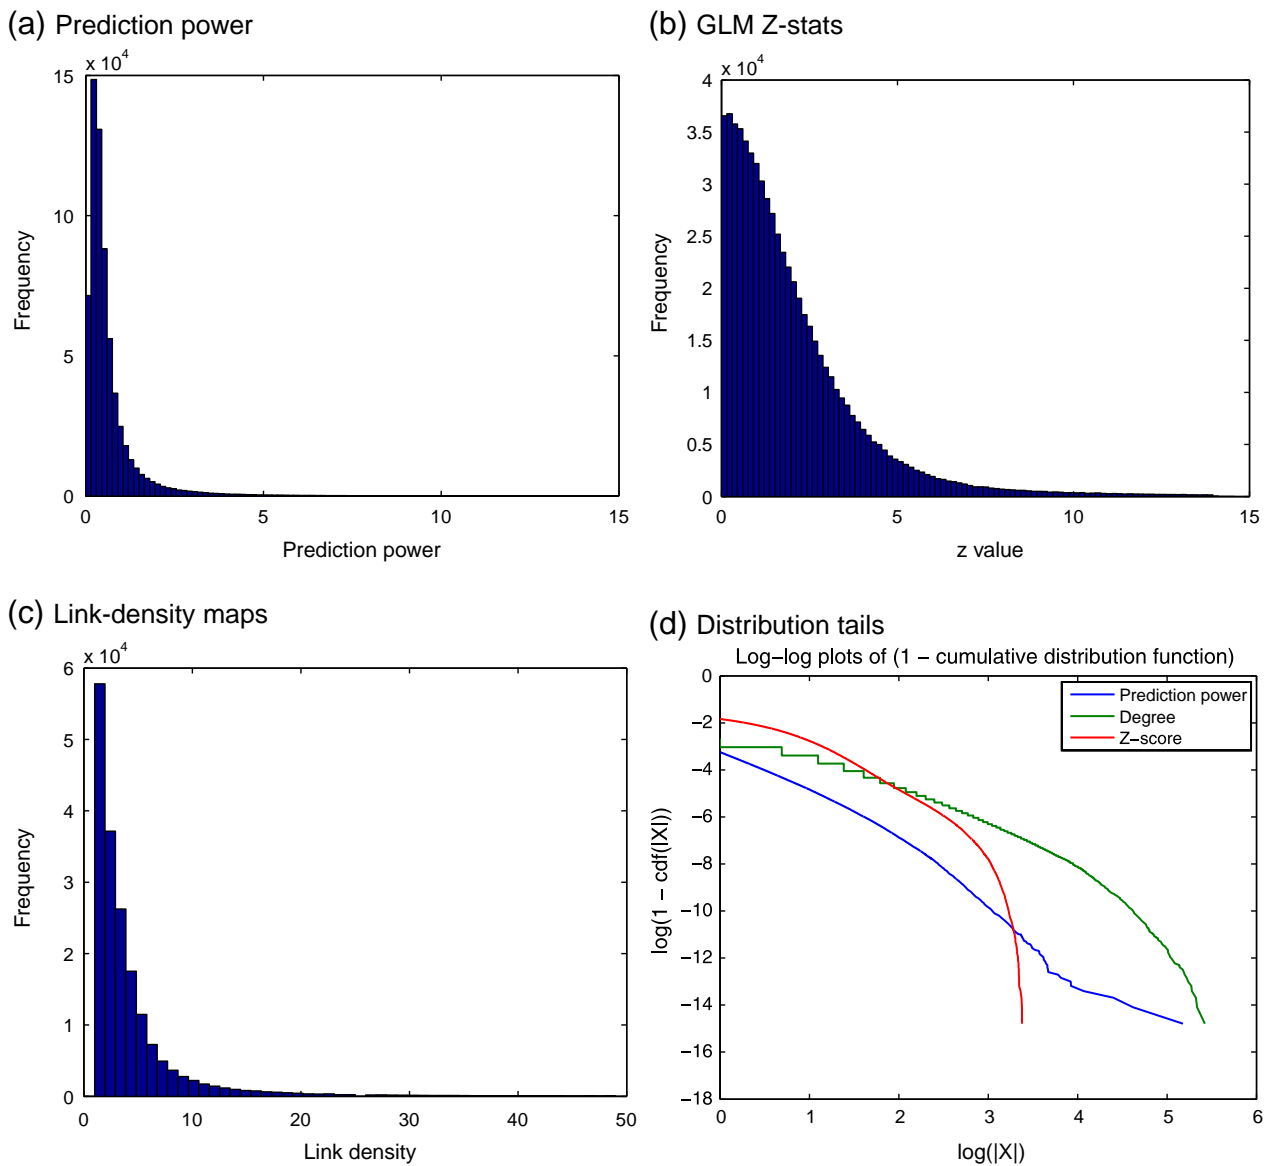 (a) Prediction power
x 10^4
15
10
5
0
Frequency
0 5 10 15
Prediction power
(b) GLM Z-stats
x 10^4
4
3.5
3
2.5
2
1.5
1
0.5
0
Frequency
0 5 10 15
z value
(c) Link-density maps
x 10^4
6
5
4
3
2
1
0
Frequency
0 10 20 30 40 50
Link density
(d) Distribution tails
Log−log plots of (1 − cumulative distribution function)
0
−2
−4
−6
−8
−10
−12
−14
−16
−18
log(1 − cdf(|X|))
Prediction power
Degree
Z−score
0 1 2 3 4 5 6
log(|X|)